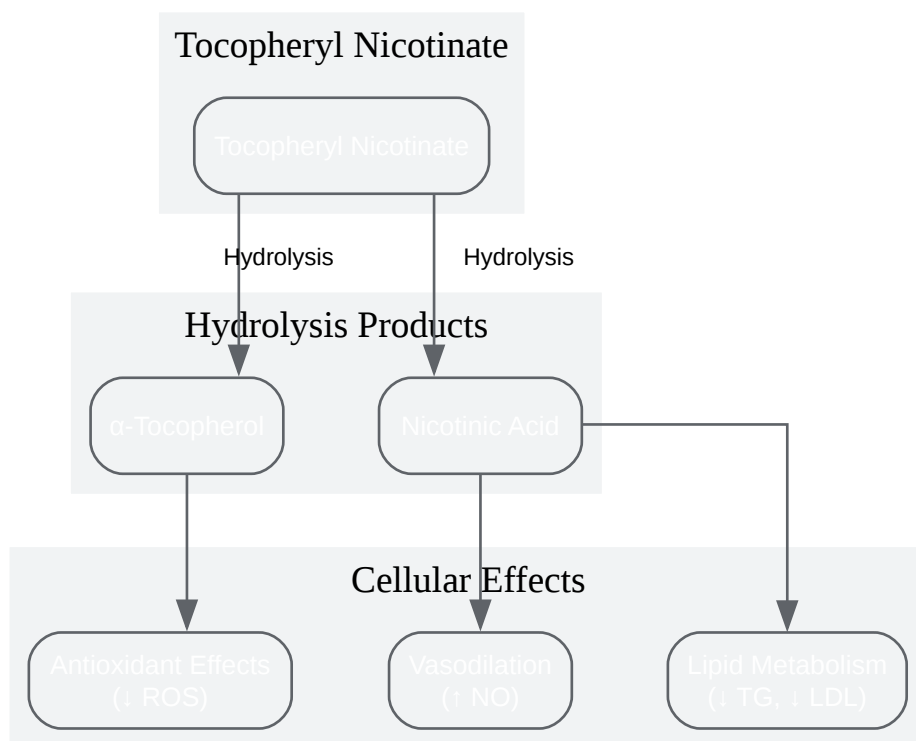 Tocopheryl Nicotinate
Tocopheryl Nicotinate
Hydrolysis
Hydrolysis
Hydrolysis Products
α-Tocopherol
Nicotinic Acid
Cellular Effects
Antioxidant Effects
(↓ ROS)
Vasodilation
(↑ NO)
Lipid Metabolism
(↓ TG, ↓ LDL)